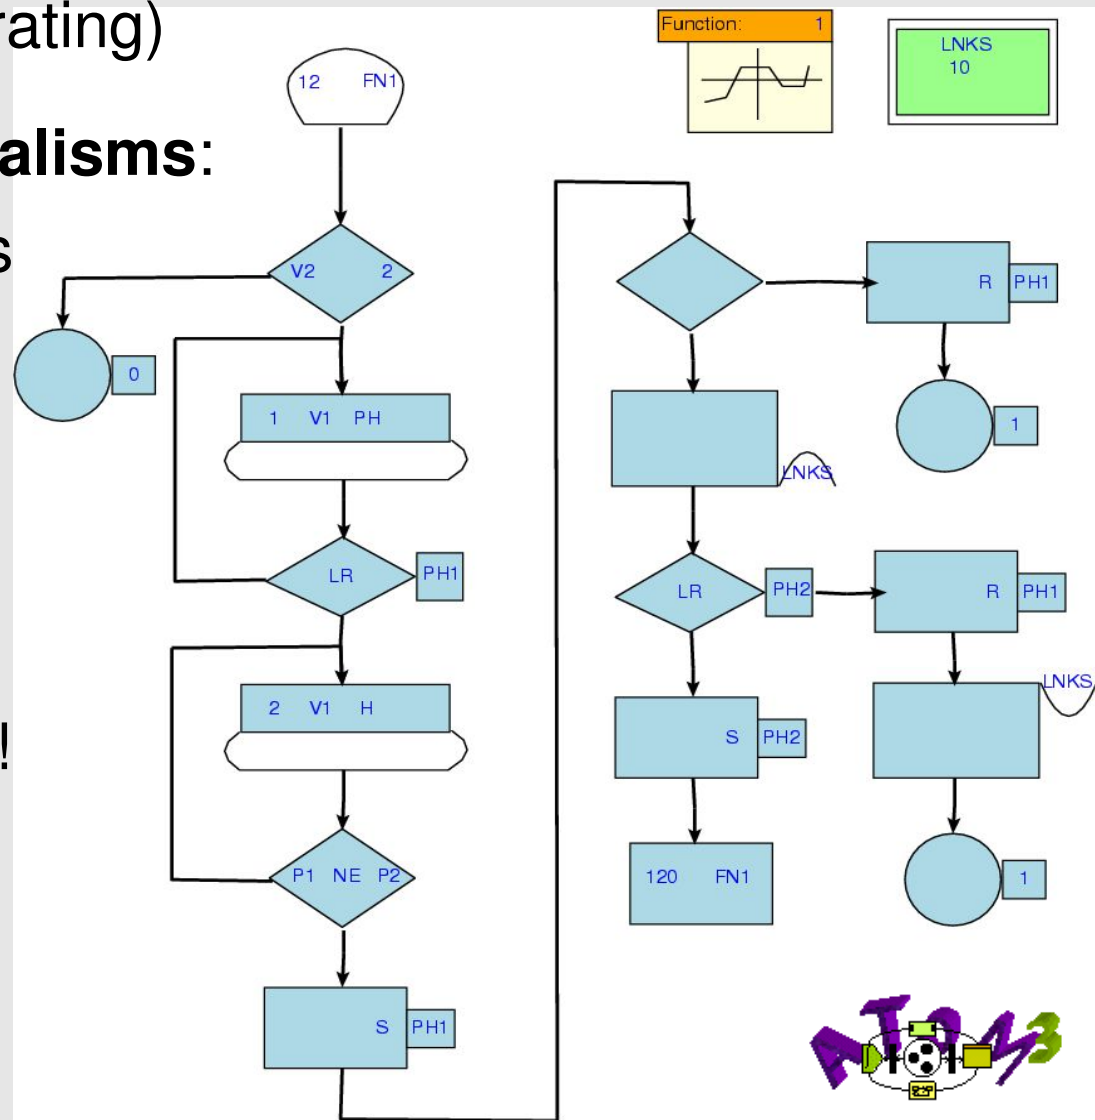 rating)
alisms:
s
!
12 FN1
V2 2
0
1 V1 PH
LR PH1
2 V1 H
P1 NE P2
S PH1
Function: 1
LNKS
10
R PH1
1
LNKS
LR PH2
R PH1
LNKS
S PH2
120 FN1
1
AToM3